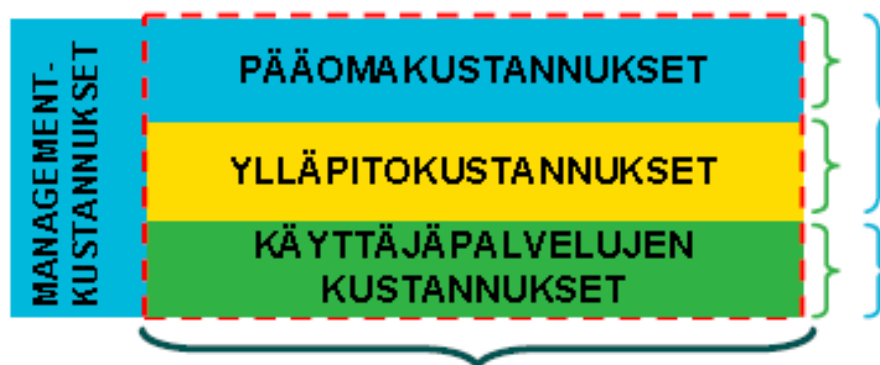 MANAGEMENT-
KUSTANNUKSET
PÄÄOMAKUSTANNUKSET
YLLÄPITOKUSTANNUKSET
KÄYTTÄJÄPALVELUJEN
KUSTANNUKSET